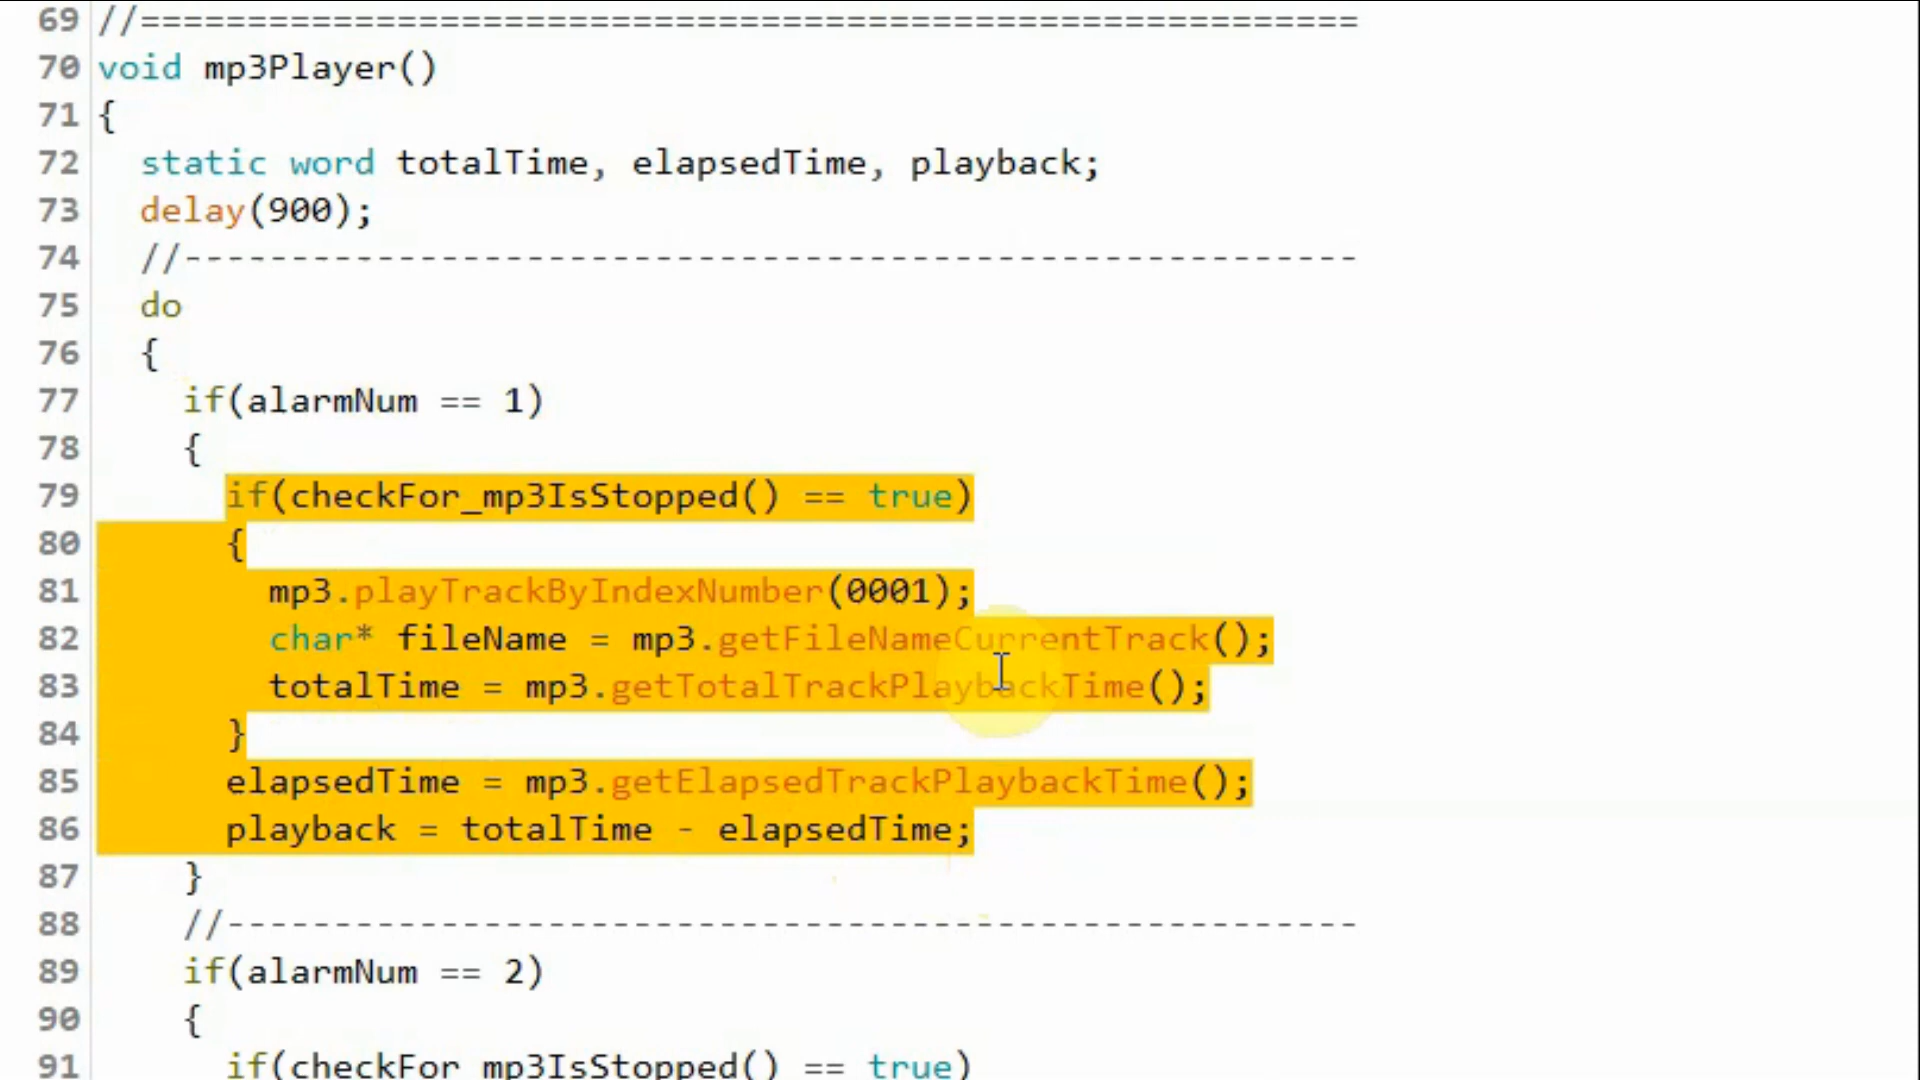 69 //=========================================================
70 void mp3Player()
71 {
72 static word totalTime, elapsedTime, playback;
73 delay(900);
74 //-------------------------------------------------------
75 do
76 {
77 if(alarmNum == 1)
78 {
79 if(checkFor_mp3IsStopped() == true)
80 {
81 mp3.playTrackByIndexNumber(0001);
82 char* fileName = mp3.getFileNameCurrentTrack();
83 totalTime = mp3.getTotalTrackPlaybackTime();
84 }
85 elapsedTime = mp3.getElapsedTrackPlaybackTime();
86 playback = totalTime - elapsedTime;
87 }
88 //-----------------------------------------------------
89 if(alarmNum == 2)
90 {
91 if(checkFor_mp3IsStopped() == true)